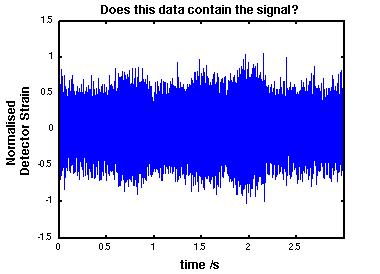 Does this data contain the signal?
1.5
1
0.5
0
-0.5
-1
-1.5
Normalised
Detector Strain
0 0.5 1 1.5 2 2.5
time /s